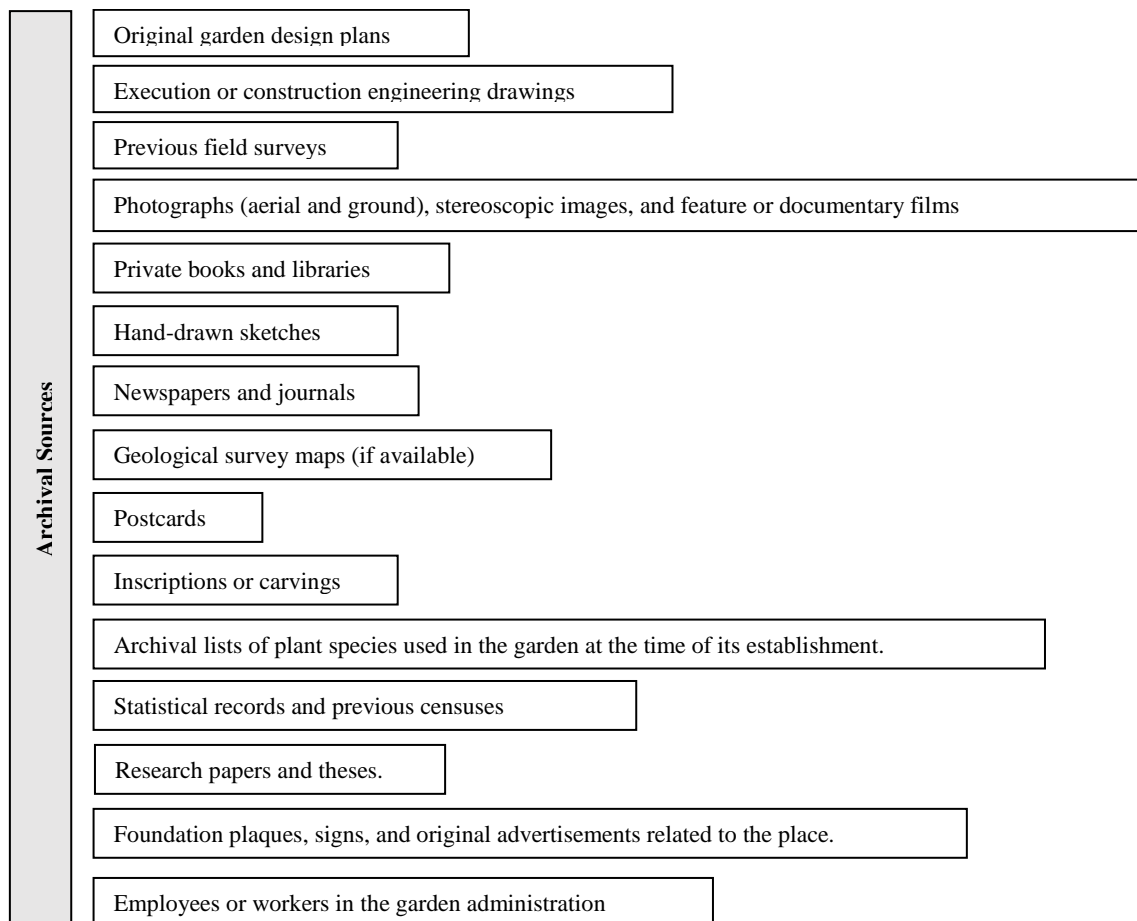 Archival Sources
Original garden design plans
Execution or construction engineering drawings
Previous field surveys
Photographs (aerial and ground), stereoscopic images, and feature or documentary films
Private books and libraries
Hand-drawn sketches
Newspapers and journals
Geological survey maps (if available)
Postcards
Inscriptions or carvings
Archival lists of plant species used in the garden at the time of its establishment.
Statistical records and previous censuses
Research papers and theses.
Foundation plaques, signs, and original advertisements related to the place.
Employees or workers in the garden administration